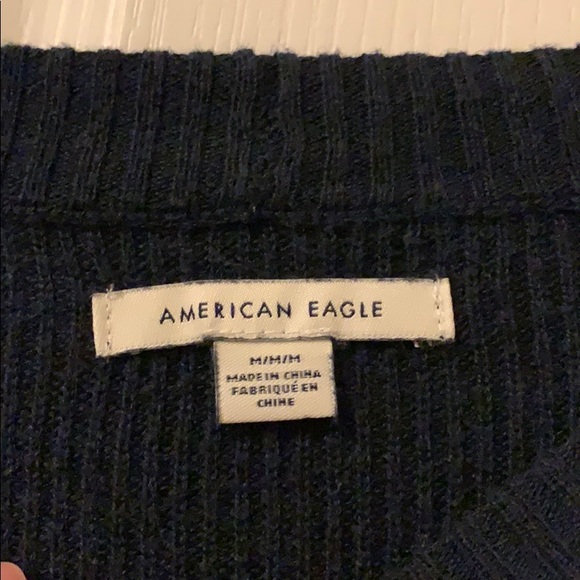 AMERICAN EAGLE
M/M/M
MADE IN CHINA
FABRIQUÉ EN
CHINE